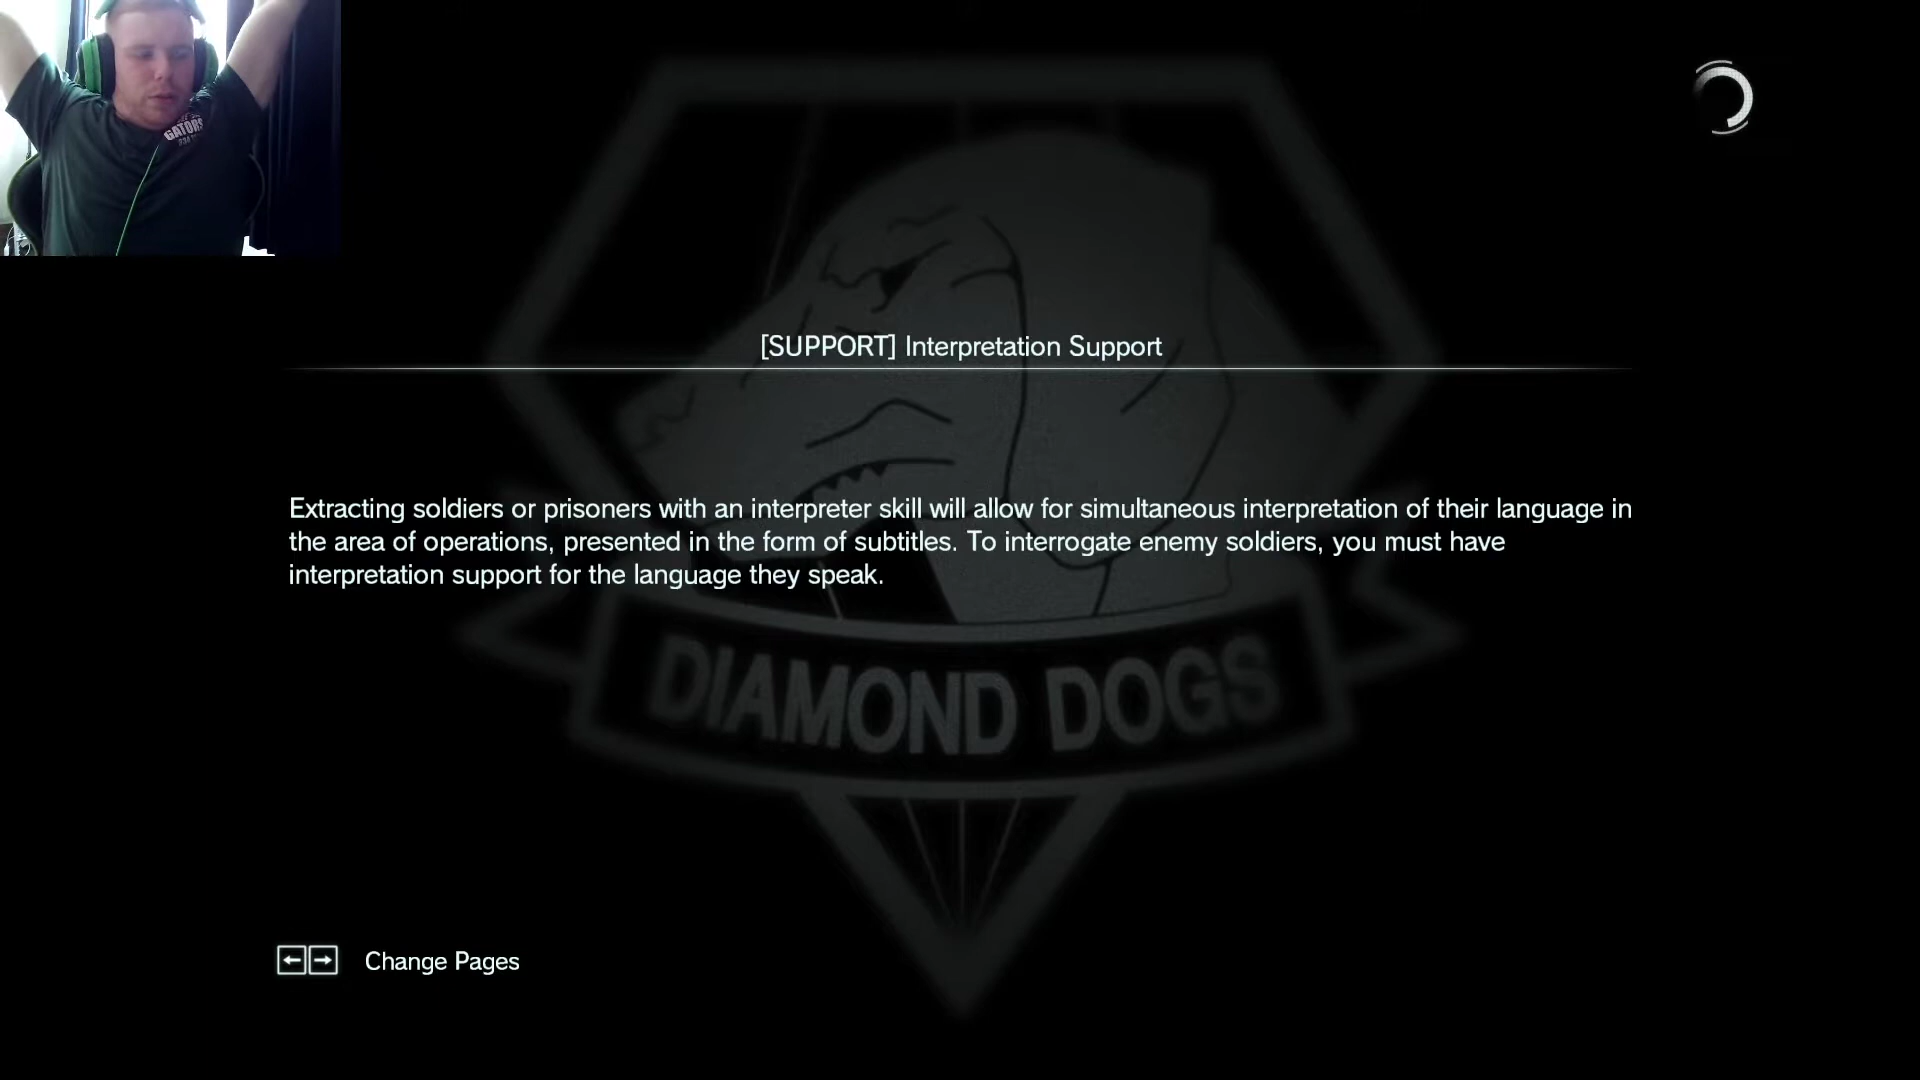 GATORS
[SUPPORT] Interpretation Support
Extracting soldiers or prisoners with an interpreter skill will allow for simultaneous interpretation of their language in
the area of operations, presented in the form of subtitles. To interrogate enemy soldiers, you must have
interpretation support for the language they speak.
DIAMOND DOGS
Change Pages